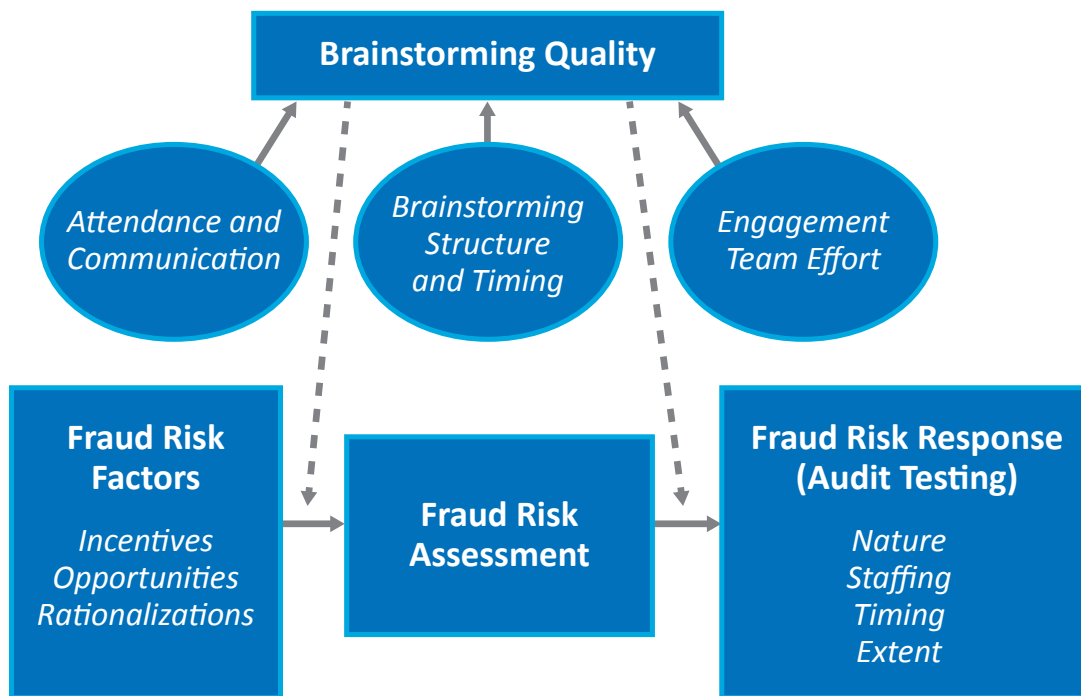 Brainstorming Quality
Attendance and
Communication
Brainstorming
Structure
and Timing
Engagement
Team Effort
Fraud Risk
Factors
Incentives
Opportunities
Rationalizations
Fraud Risk
Assessment
Fraud Risk Response
(Audit Testing)
Nature
Staffing
Timing
Extent